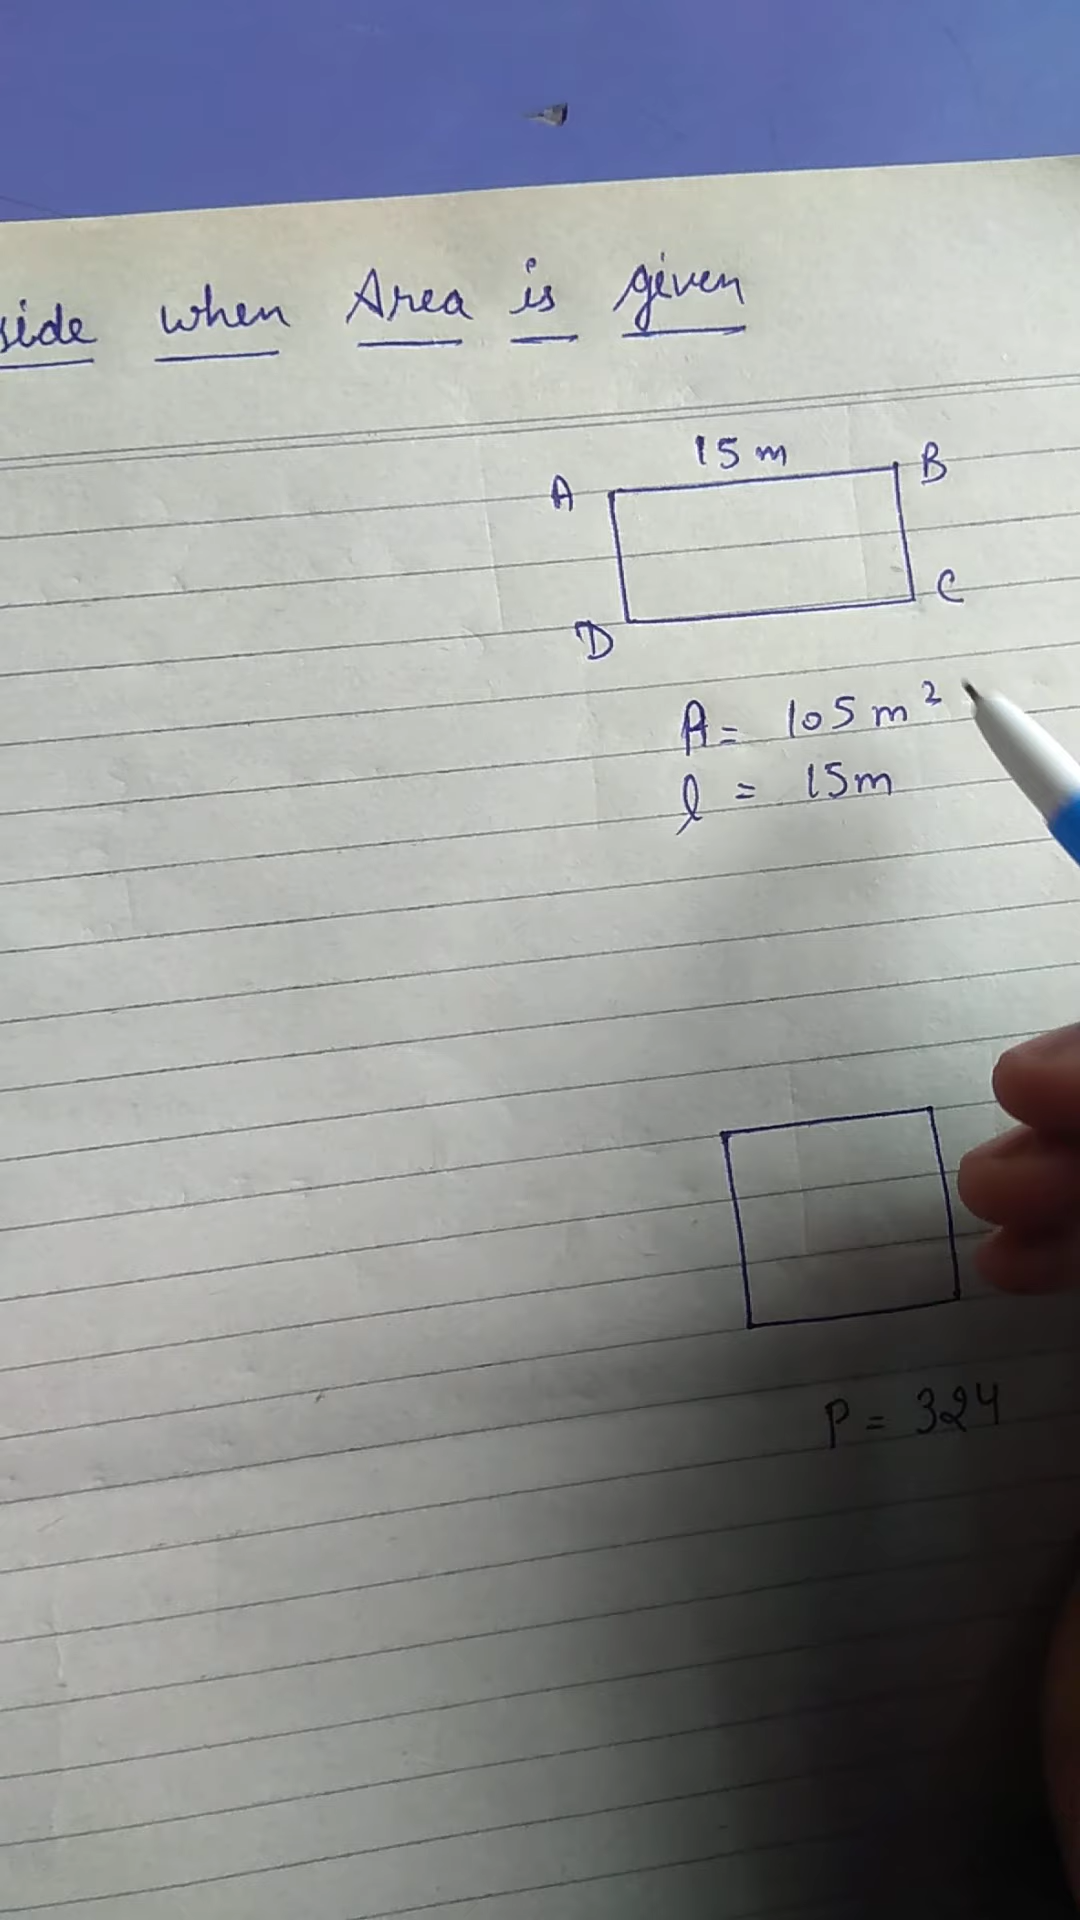 side when Area is given
15 m
A
B
C
D
A = 105 m²
l = 15m
P = 324